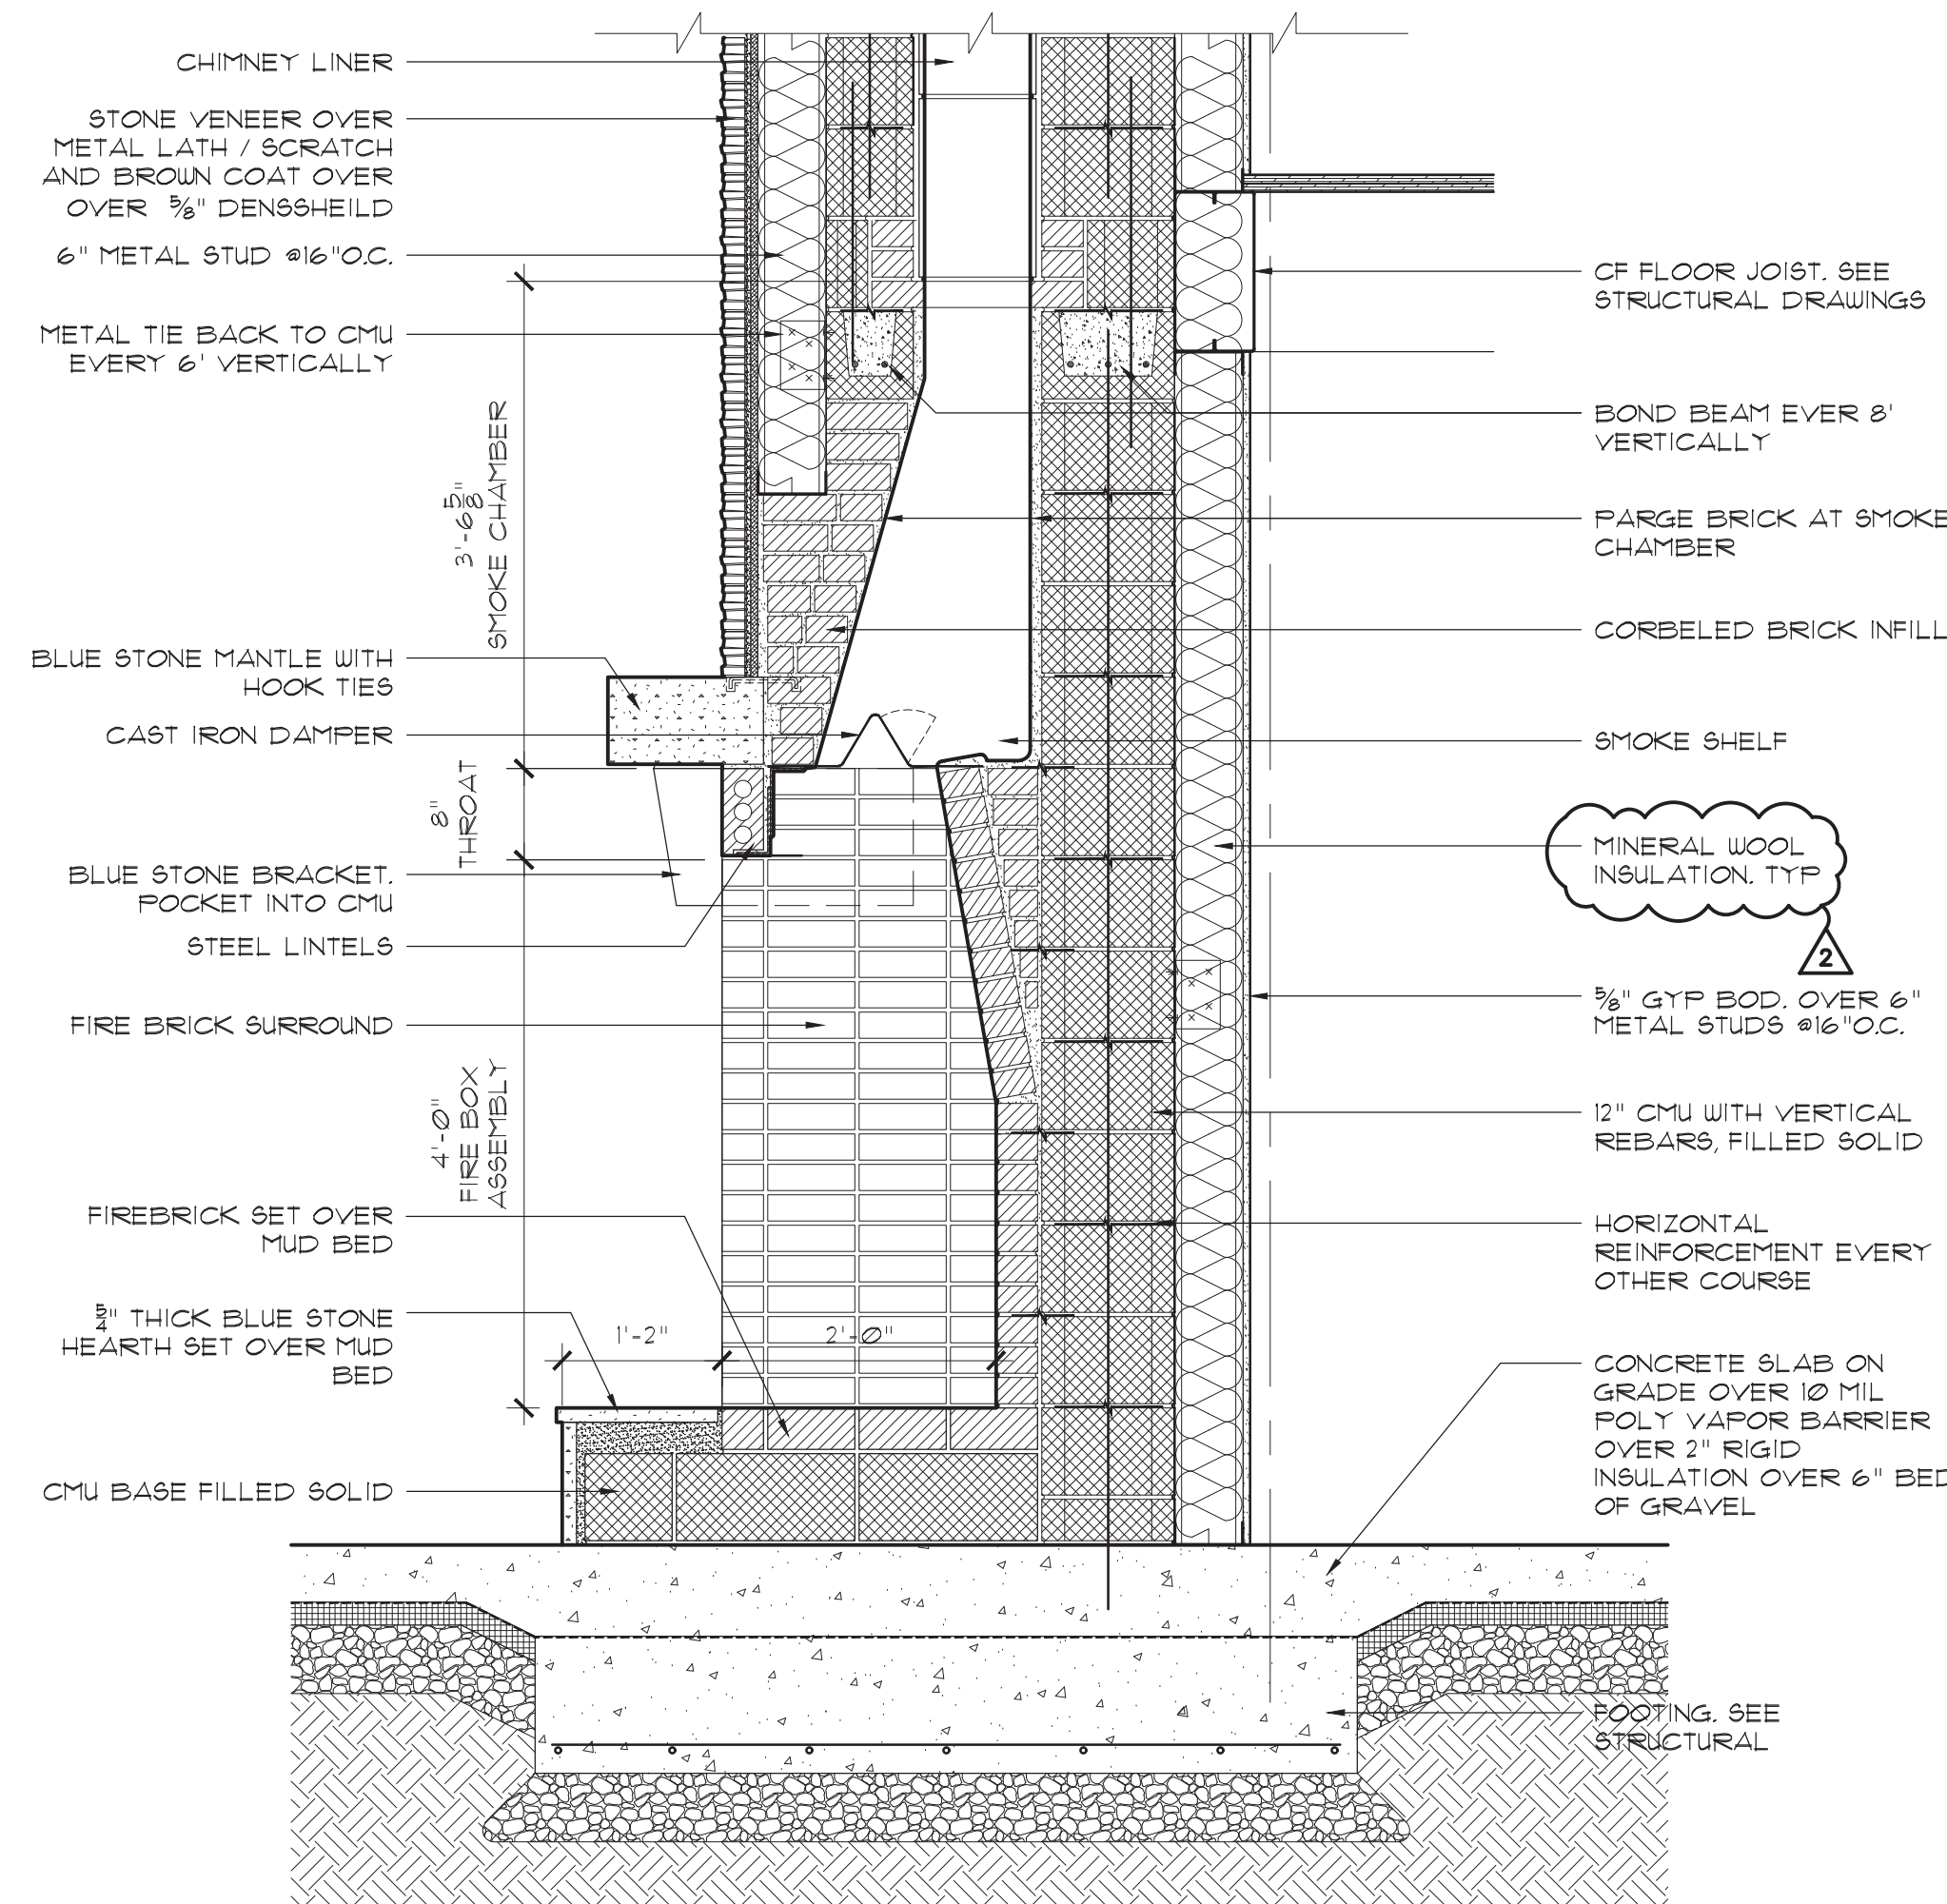 CHIMNEY LINER
STONE VENEER OVER
METAL LATH / SCRATCH
AND BROWN COAT OVER
OVER 5/8" DENSSHEILD
6" METAL STUD @16"O.C.
METAL TIE BACK TO CMU
EVERY 6' VERTICALLY
3'-6 5/8"
SMOKE CHAMBER
BLUE STONE MANTLE WITH
HOOK TIES
CAST IRON DAMPER
8"
THROAT
BLUE STONE BRACKET.
POCKET INTO CMU
STEEL LINTELS
FIRE BRICK SURROUND
4'-0"
FIRE BOX
ASSEMBLY
FIREBRICK SET OVER
MUD BED
5/4" THICK BLUE STONE
HEARTH SET OVER MUD
BED
1'-2"
2'-0"
CMU BASE FILLED SOLID
CF FLOOR JOIST. SEE
STRUCTURAL DRAWINGS
BOND BEAM EVER 8'
VERTICALLY
PARGE BRICK AT SMOKE
CHAMBER
CORBELED BRICK INFILL
SMOKE SHELF
MINERAL WOOL
INSULATION. TYP
2
5/8" GYP BOD. OVER 6"
METAL STUDS @16"O.C.
12" CMU WITH VERTICAL
REBARS, FILLED SOLID
HORIZONTAL
REINFORCEMENT EVERY
OTHER COURSE
CONCRETE SLAB ON
GRADE OVER 10 MIL
POLY VAPOR BARRIER
OVER 2" RIGID
INSULATION OVER 6" BED
OF GRAVEL
FOOTING. SEE
STRUCTURAL